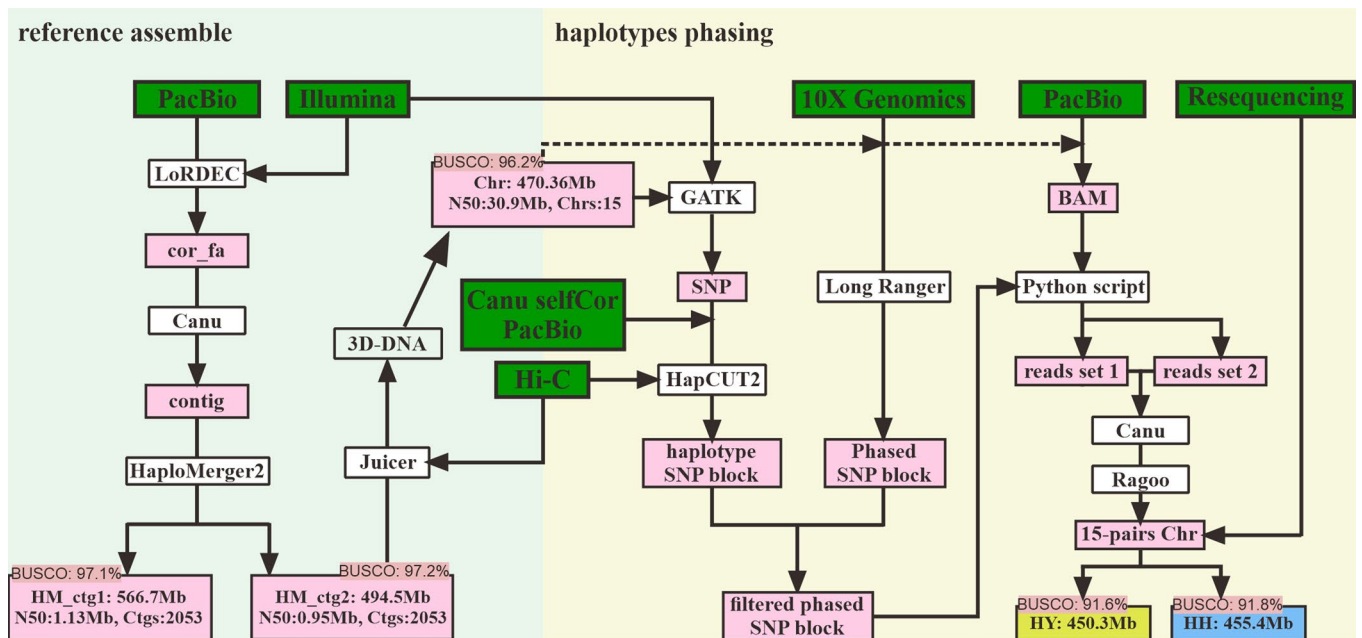 reference assemble
haplotypes phasing
PacBio
Illumina
10X Genomics
PacBio
Resequencing
LoRDEC
BUSCO: 96.2%
Chr: 470.36Mb
N50:30.9Mb, Chrs:15
GATK
BAM
cor_fa
SNP
Long Ranger
Python script
Canu selfCor
PacBio
Canu
3D-DNA
Hi-C
HapCUT2
reads set 1
reads set 2
contig
Canu
HaploMerger2
Juicer
haplotype
SNP block
Phased
SNP block
Ragoo
15-pairs Chr
BUSCO: 97.1%
HM_ctg1: 566.7Mb
N50:1.13Mb, Ctgs:2053
BUSCO: 97.2%
HM_ctg2: 494.5Mb
N50:0.95Mb, Ctgs:2053
filtered phased
SNP block
BUSCO: 91.6%
HY: 450.3Mb
BUSCO: 91.8%
HH: 455.4Mb